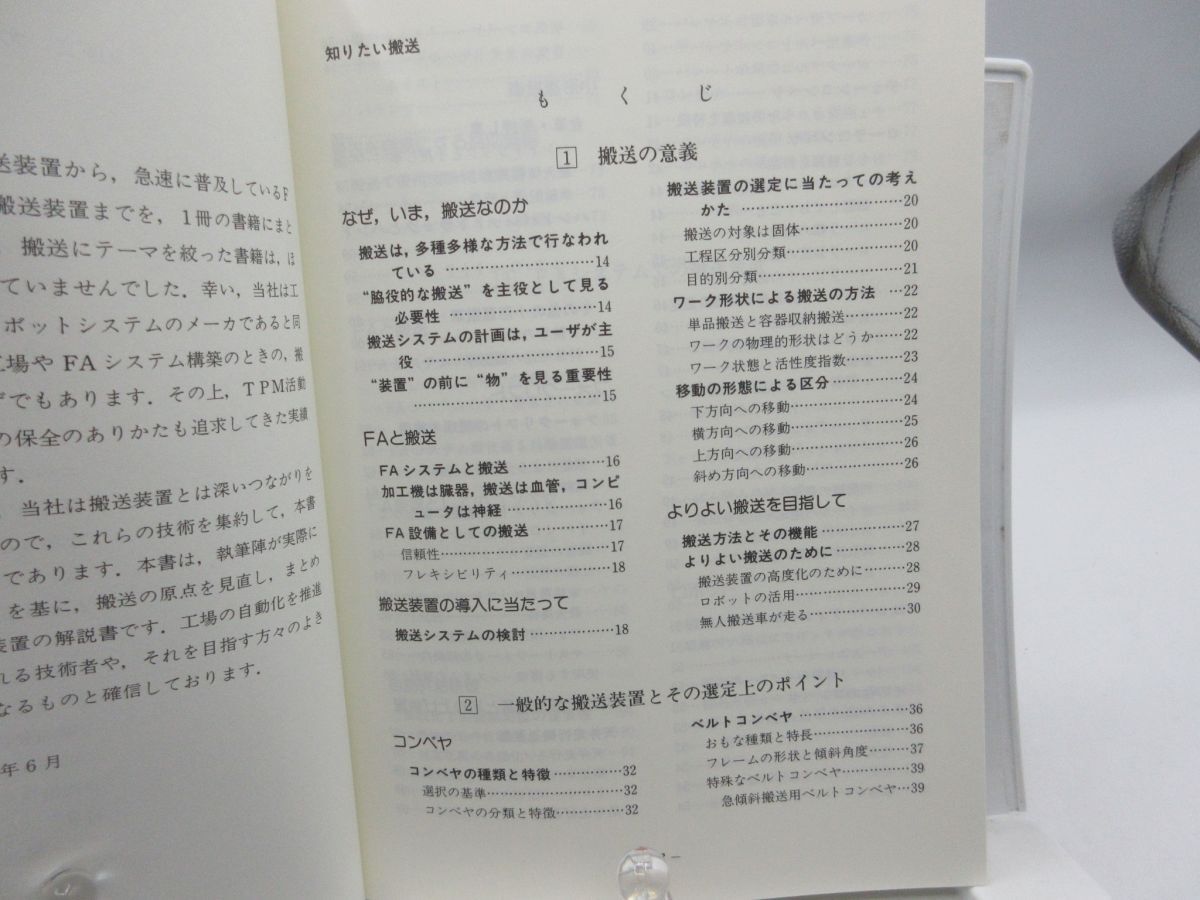 送装置から，急速に普及しているF
搬送装置までを，1冊の書籍にまと
搬送にテーマを絞った書籍は，ほ
ていませんでした．幸い，当社は工
ボットシステムのメーカであると同
工場や FA システム構築のときの，搬
でもあります．その上，TPM活動
の保全のありかたも追求してきた実績
す．
当社は搬送装置とは深いつながりを
ので，これらの技術を集約して，本書
であります．本書は，執筆陣が実際に
を基に，搬送の原点を見直し，まとめ
装置の解説書です．工場の自動化を推進
れる技術者や，それを目指す方々のよき
なるものと確信しております．
年6月
知りたい搬送
もくじ
1 搬送の意義
なぜ，いま，搬送なのか
搬送は，多種多様な方法で行なわれ
ている ……………………………14
“脇役的な搬送”を主役として見る
必要性 ……………………………14
搬送システムの計画は，ユーザが主
役 …………………………………15
“装置”の前に“物”を見る重要性
……………………………………15
FAと搬送
FAシステムと搬送 ………………16
加工機は臓器，搬送は血管，コンピ
ュータは神経 ……………………16
FA設備としての搬送 ……………17
信頼性………………………………17
フレキシビリティ…………………18
搬送装置の導入に当たって
搬送システムの検討 ………………18
搬送装置の選定に当たっての考え
かた ………………………………20
搬送の対象は固体…………………20
工程区分別分類……………………20
目的別分類…………………………21
ワーク形状による搬送の方法 …22
単品搬送と容器収納搬送…………22
ワークの物理的形状はどうか……22
ワーク状態と活性度指数…………23
移動の形態による区分 ……………24
下方向への移動……………………24
横方向への移動……………………25
上方向への移動……………………26
斜め方向への移動…………………26
よりよい搬送を目指して
搬送方法とその機能 ………………27
よりよい搬送のために ……………28
搬送装置の高度化のために………28
ロボットの活用……………………29
無人搬送車が走る…………………30
2 一般的な搬送装置とその選定上のポイント
コンベヤ
コンベヤの種類と特徴 ……………32
選択の基準…………………………32
コンベヤの分類と特徴……………32
ベルトコンベヤ ……………………36
おもな種類と特長…………………36
フレームの形状と傾斜角度………37
特殊なベルトコンベヤ……………39
急傾斜搬送用ベルトコンベヤ…39